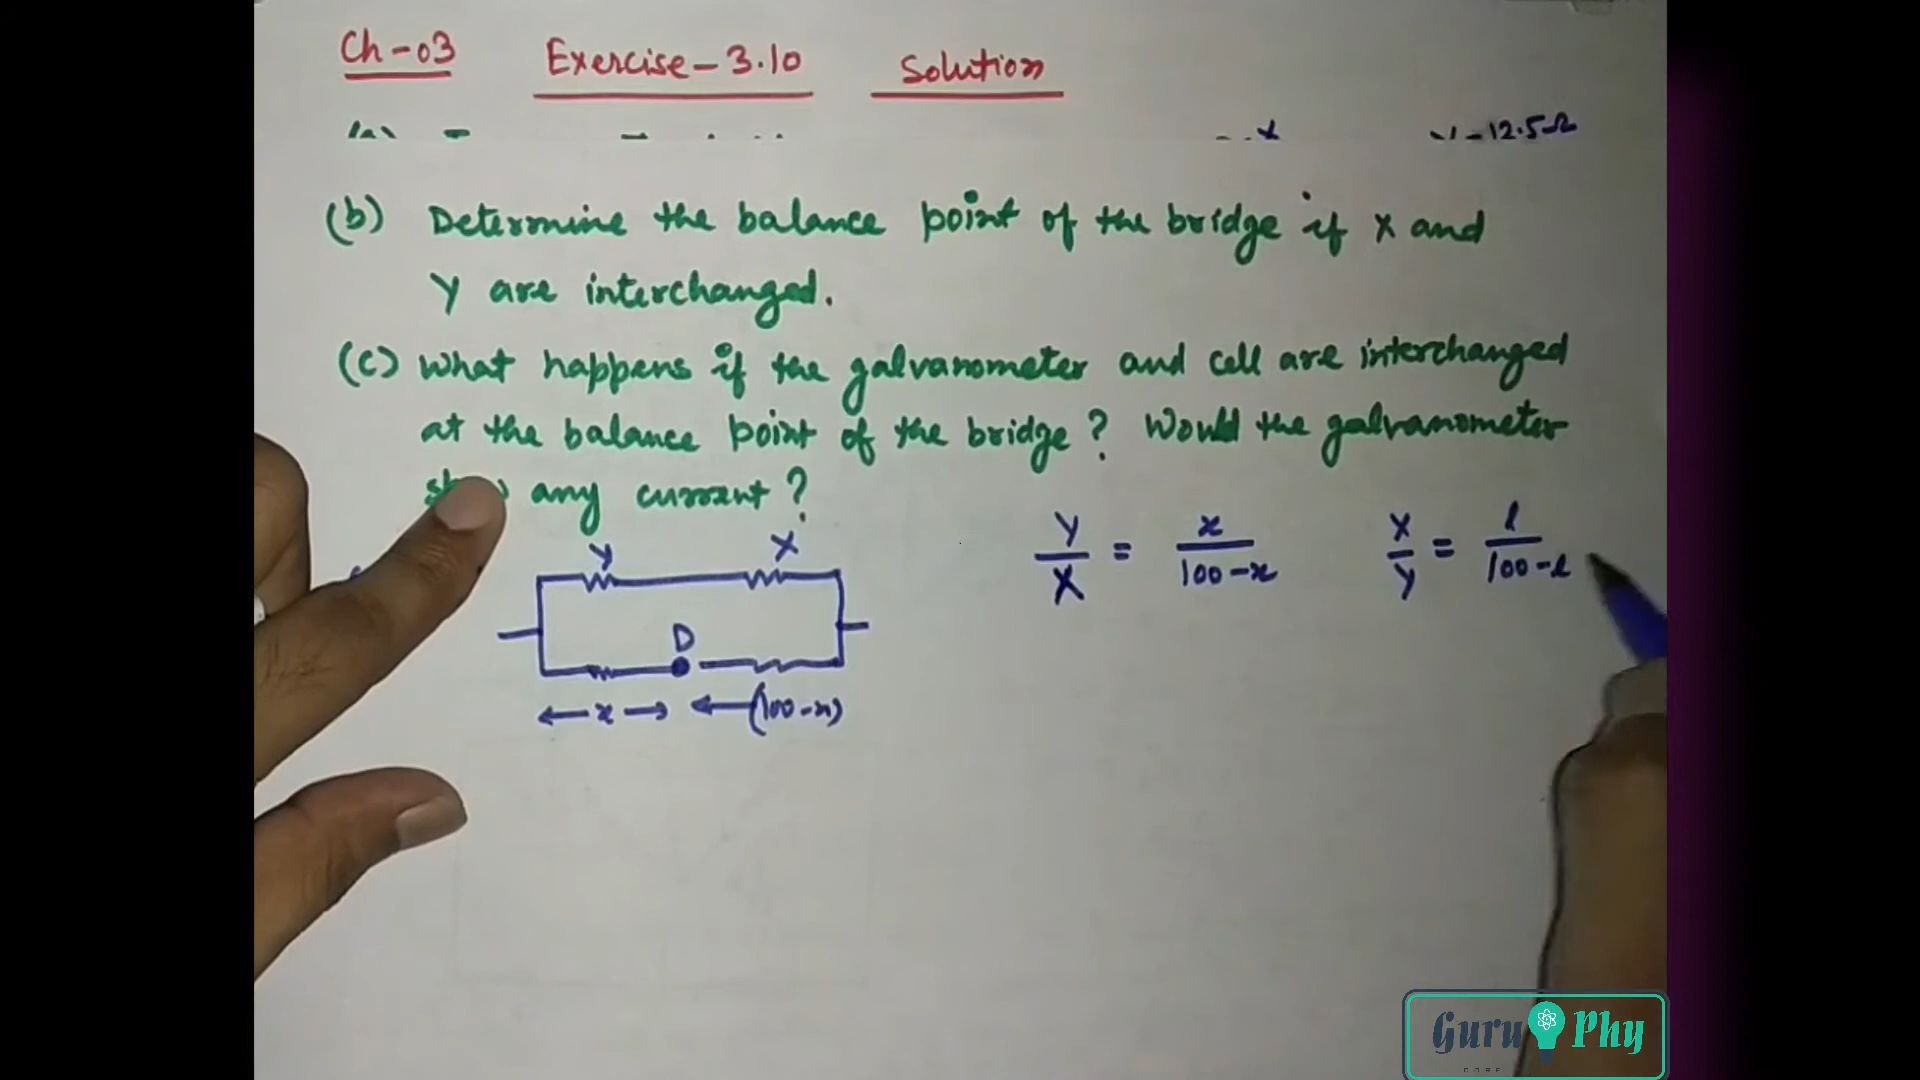 Ch-03 Exercise-3.10 Solution
Y=12.5Ω
(b) Determine the balance point of the bridge if X and
Y are interchanged.
(c) What happens if the galvanometer and cell are interchanged
at the balance point of the bridge? Would the galvanometer
any current?
Y/X = x/100-x X/Y = l/100-l
Y X
D
x (100-x)
Guru Phy